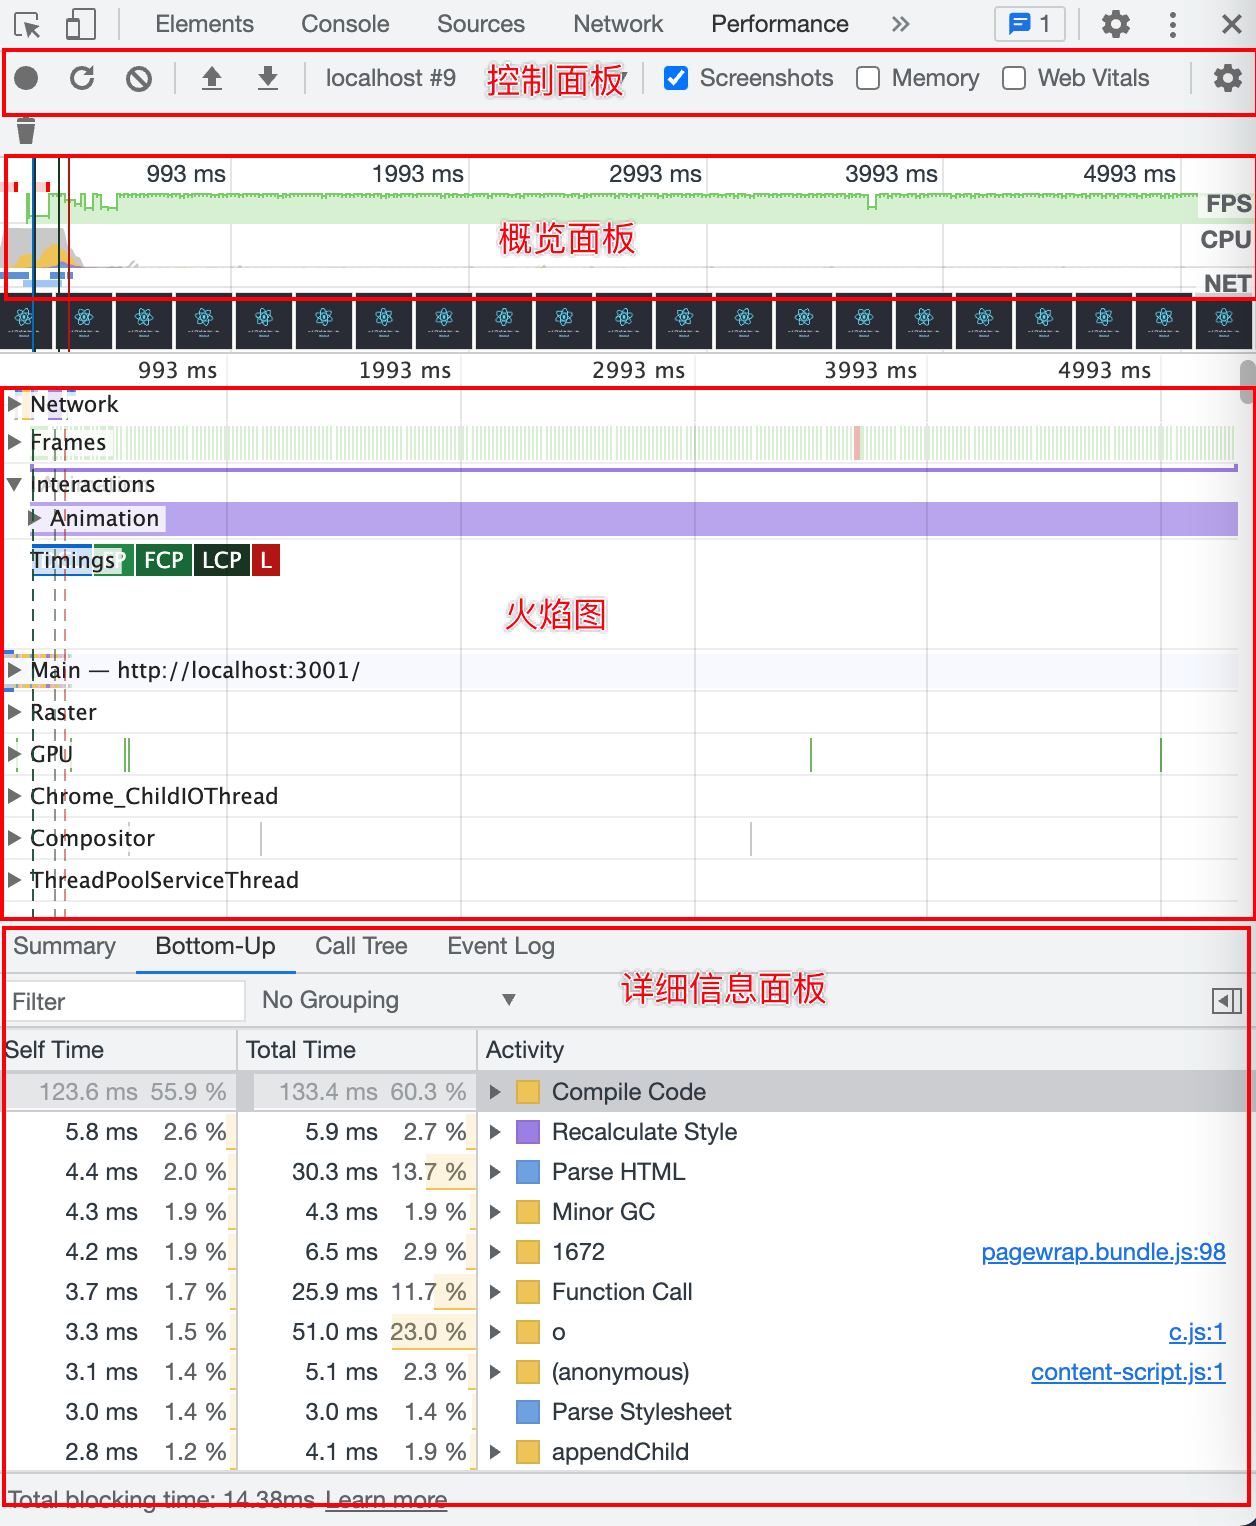 Elements Console Sources Network Performance » 1
localhost #9 控制面板 Screenshots Memory Web Vitals
993 ms 1993 ms 2993 ms 3993 ms 4993 ms
FPS
概览面板
CPU
NET
993 ms 1993 ms 2993 ms 3993 ms 4993 ms
Network
Frames
Interactions
Animation
Timings FP FCP LCP L
火焰图
Main — http://localhost:3001/
Raster
GPU
Chrome_ChildIOThread
Compositor
ThreadPoolServiceThread
Summary Bottom-Up Call Tree Event Log
详细信息面板
Filter No Grouping
Self Time Total Time Activity
123.6 ms 55.9 % 133.4 ms 60.3 % Compile Code
5.8 ms 2.6 % 5.9 ms 2.7 % Recalculate Style
4.4 ms 2.0 % 30.3 ms 13.7 % Parse HTML
4.3 ms 1.9 % 4.3 ms 1.9 % Minor GC
4.2 ms 1.9 % 6.5 ms 2.9 % 1672 pagewrap.bundle.js:98
3.7 ms 1.7 % 25.9 ms 11.7 % Function Call
3.3 ms 1.5 % 51.0 ms 23.0 % o c.js:1
3.1 ms 1.4 % 5.1 ms 2.3 % (anonymous) content-script.js:1
3.0 ms 1.4 % 3.0 ms 1.4 % Parse Stylesheet
2.8 ms 1.2 % 4.1 ms 1.9 % appendChild
Total blocking time: 14.38ms Learn more